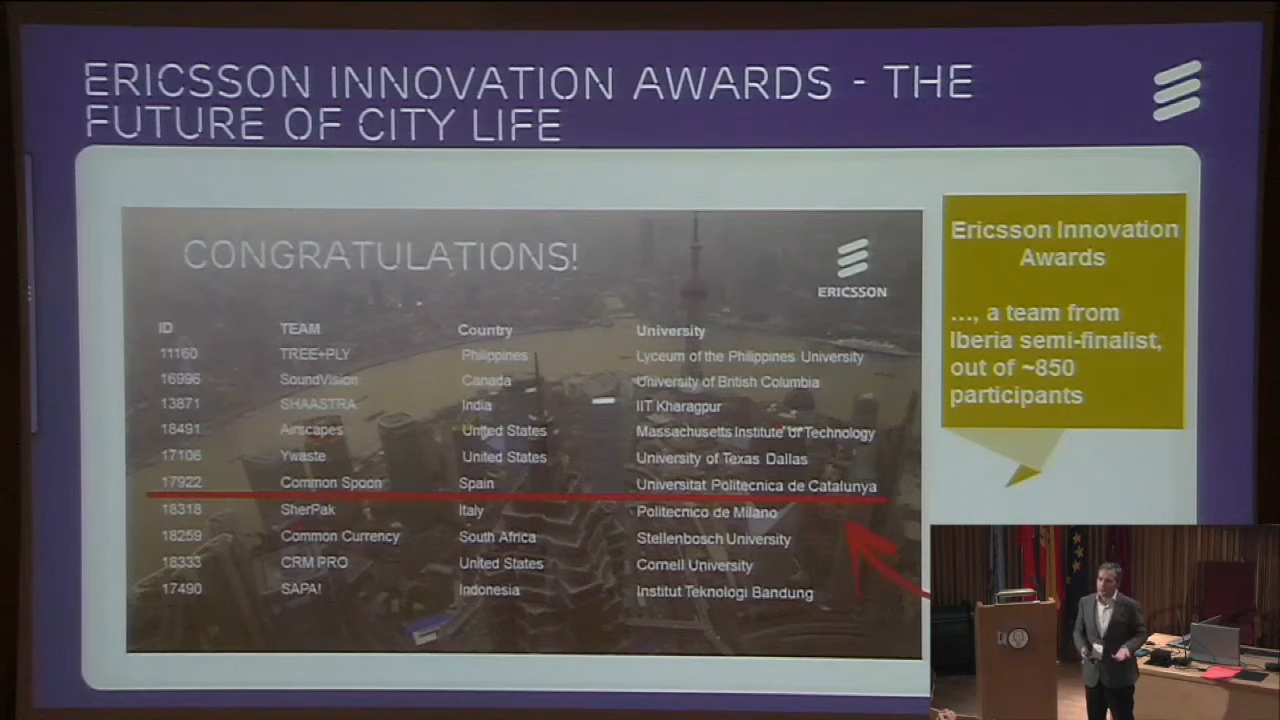 ERICSSON INNOVATION AWARDS - THE
FUTURE OF CITY LIFE
CONGRATULATIONS!
ERICSSON
ID TEAM Country University
11160 TREE+PLY Philippines Lyceum of the Philippines University
16996 SoundVision Canada University of British Columbia
13871 SHAASTRA India IIT Kharagpur
18491 Airscapes United States Massachusetts Institute of Technology
17106 Ywaste United States University of Texas Dallas
17922 Common Spoon Spain Universitat Politecnica de Catalunya
18318 SherPak Italy Politecnico de Milano
18259 Common Currency South Africa Stellenbosch University
18333 CRM PRO United States Cornell University
17490 SAPA! Indonesia Institut Teknologi Bandung
Ericsson Innovation
Awards
..., a team from
Iberia semi-finalist,
out of ~850
participants